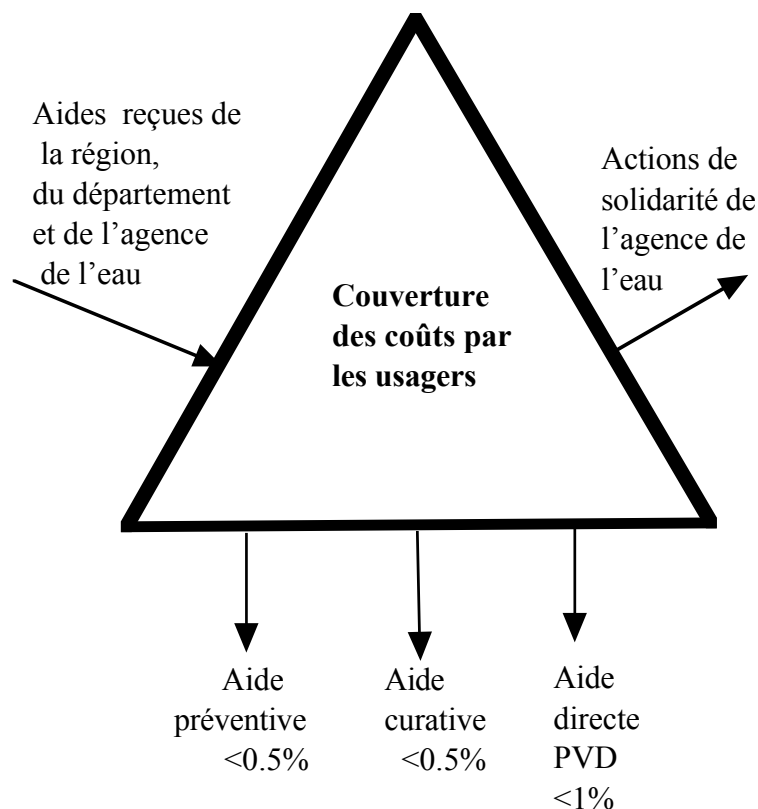 Aides reçues de
la région,
du département
et de l’agence
de l’eau
Actions de
solidarité de
l’agence de
l’eau
Couverture
des coûts par
les usagers
Aide
préventive
<0.5%
Aide
curative
<0.5%
Aide
directe
PVD
<1%